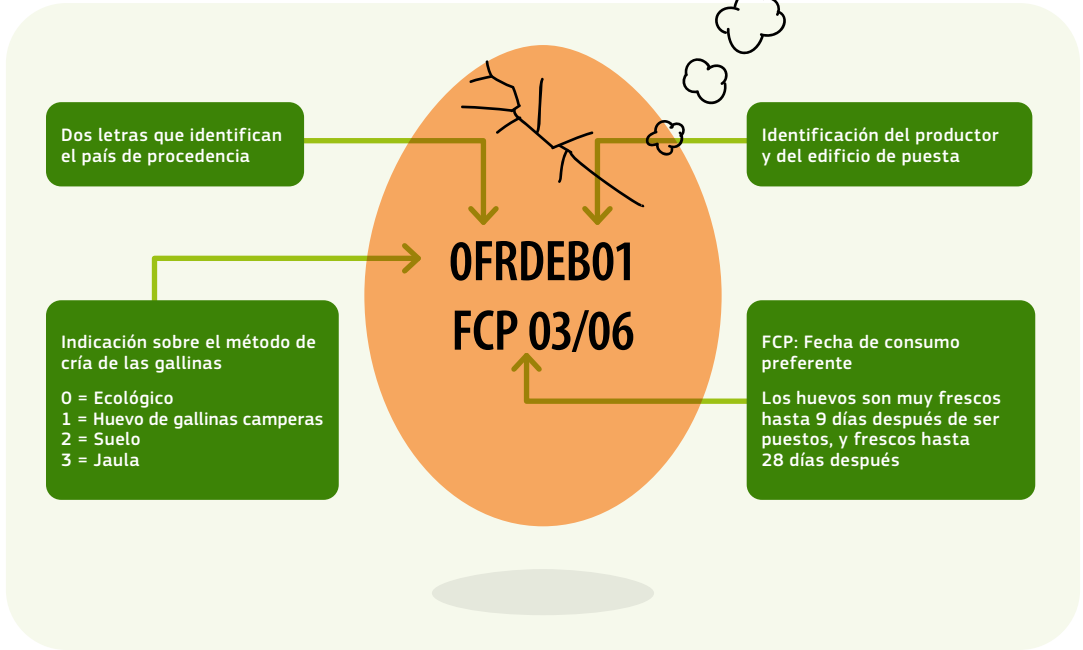 Dos letras que identifican
el país de procedencia
Identificación del productor
y del edificio de puesta
0FRDEB01
FCP 03/06
Indicación sobre el método de
cría de las gallinas
0 = Ecológico
1 = Huevo de gallinas camperas
2 = Suelo
3 = Jaula
FCP: Fecha de consumo
preferente
Los huevos son muy frescos
hasta 9 días después de ser
puestos, y frescos hasta
28 días después